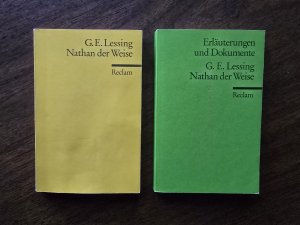 G. E. Lessing
Nathan der Weise
Reclam
Erläuterungen
und Dokumente
G. E. Lessing
Nathan der Weise
Reclam